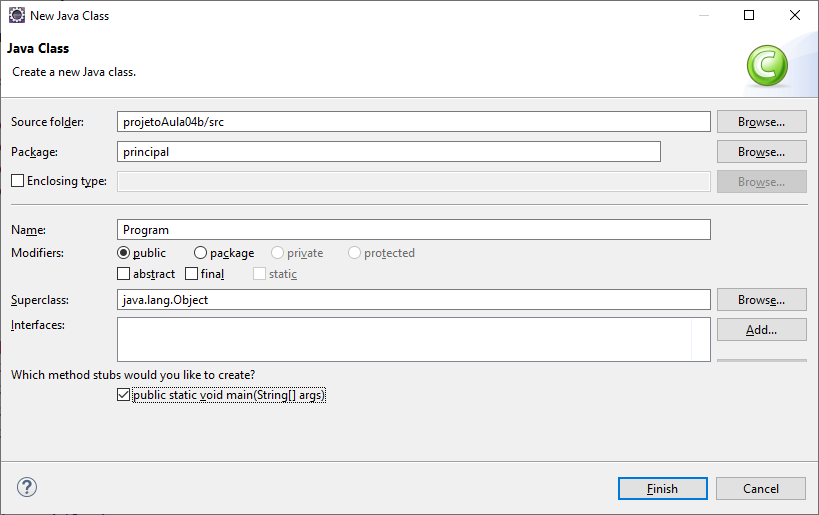 New Java Class
Java Class
Create a new Java class.
Source folder: projetoAula04b/src Browse...
Package: principal Browse...
Enclosing type: Browse...
Name: Program
Modifiers: public package private protected
abstract final static
Superclass: java.lang.Object Browse...
Interfaces: Add...
Which method stubs would you like to create?
public static void main(String[] args)
? Finish Cancel